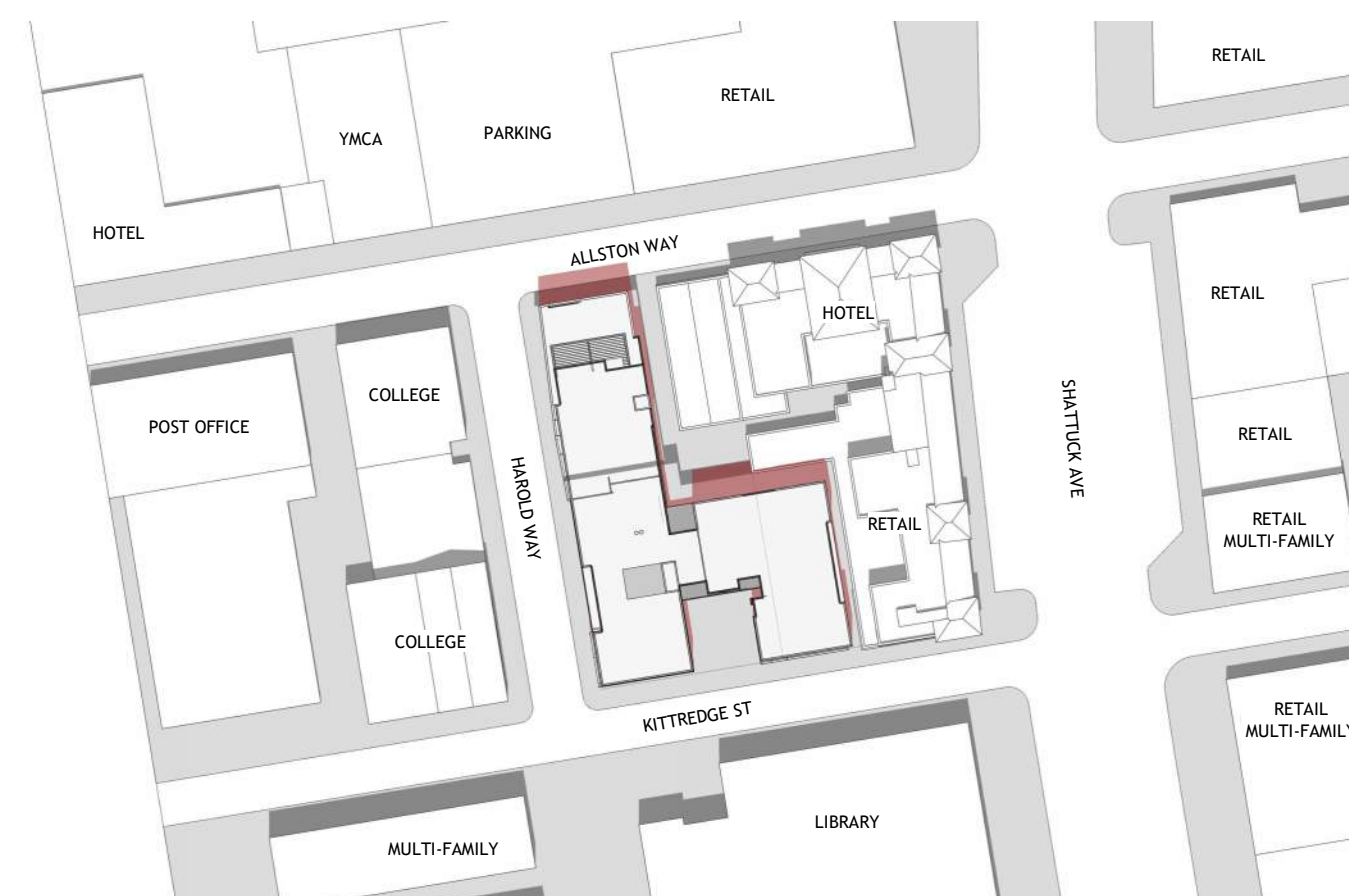 RETAIL
RETAIL
PARKING
YMCA
HOTEL
ALLSTON WAY
HOTEL
RETAIL
COLLEGE
POST OFFICE
SHATTUCK AVE
RETAIL
HAROLD WAY
RETAIL
RETAIL
MULTI-FAMILY
COLLEGE
KITTREDGE ST
RETAIL
MULTI-FAMILY
LIBRARY
MULTI-FAMILY